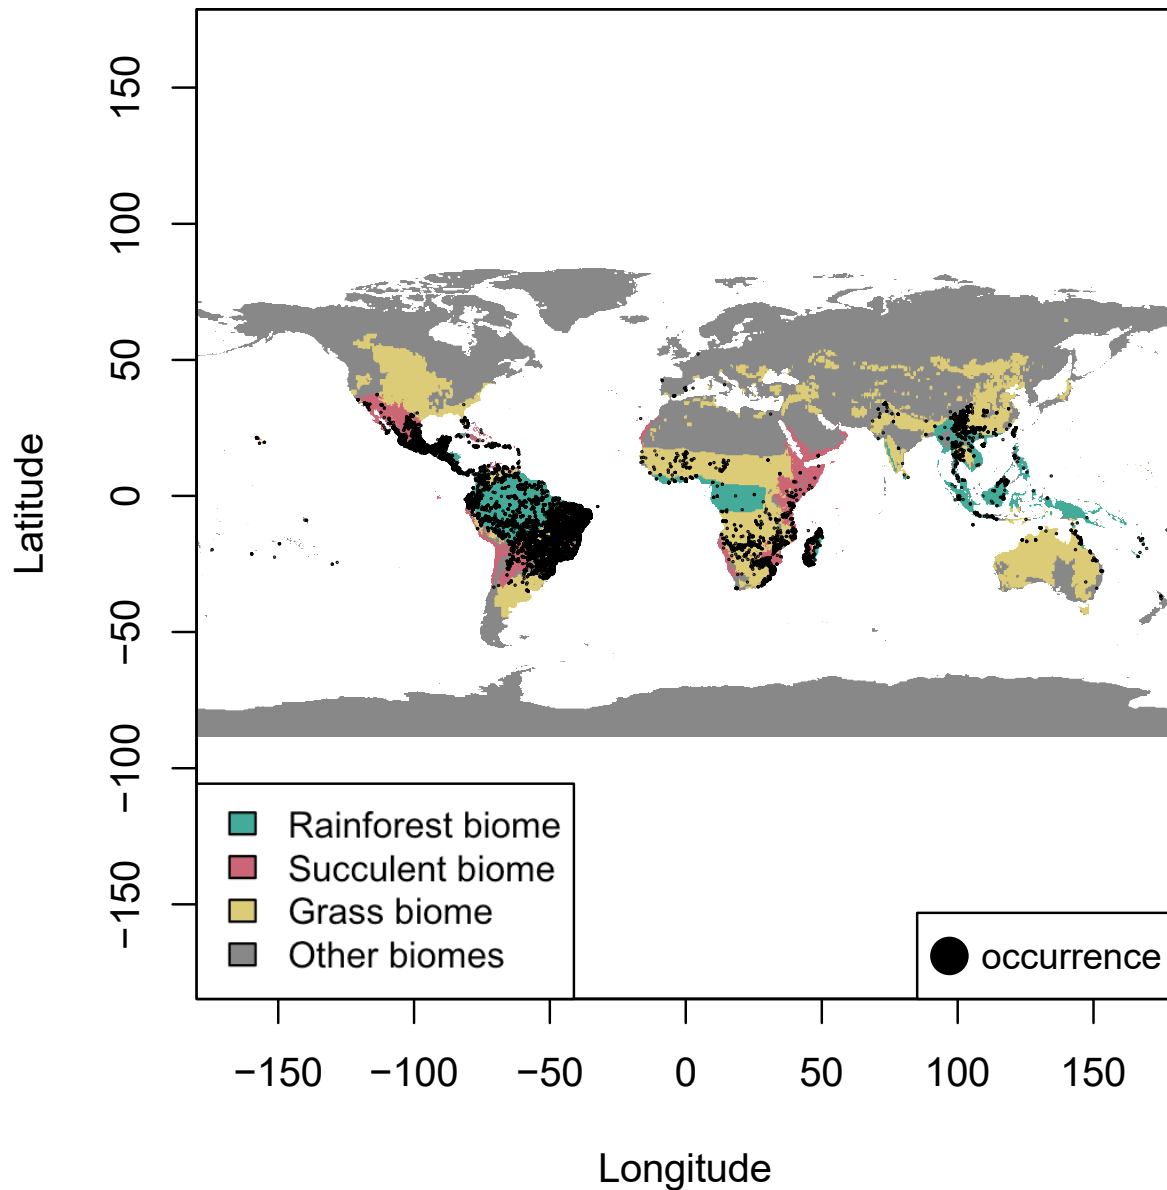 150
100
50
0
−50
−100
−150
Latitude
Rainforest biome
Succulent biome
Grass biome
Other biomes
occurrence
−150 −100 −50 0 50 100 150
Longitude